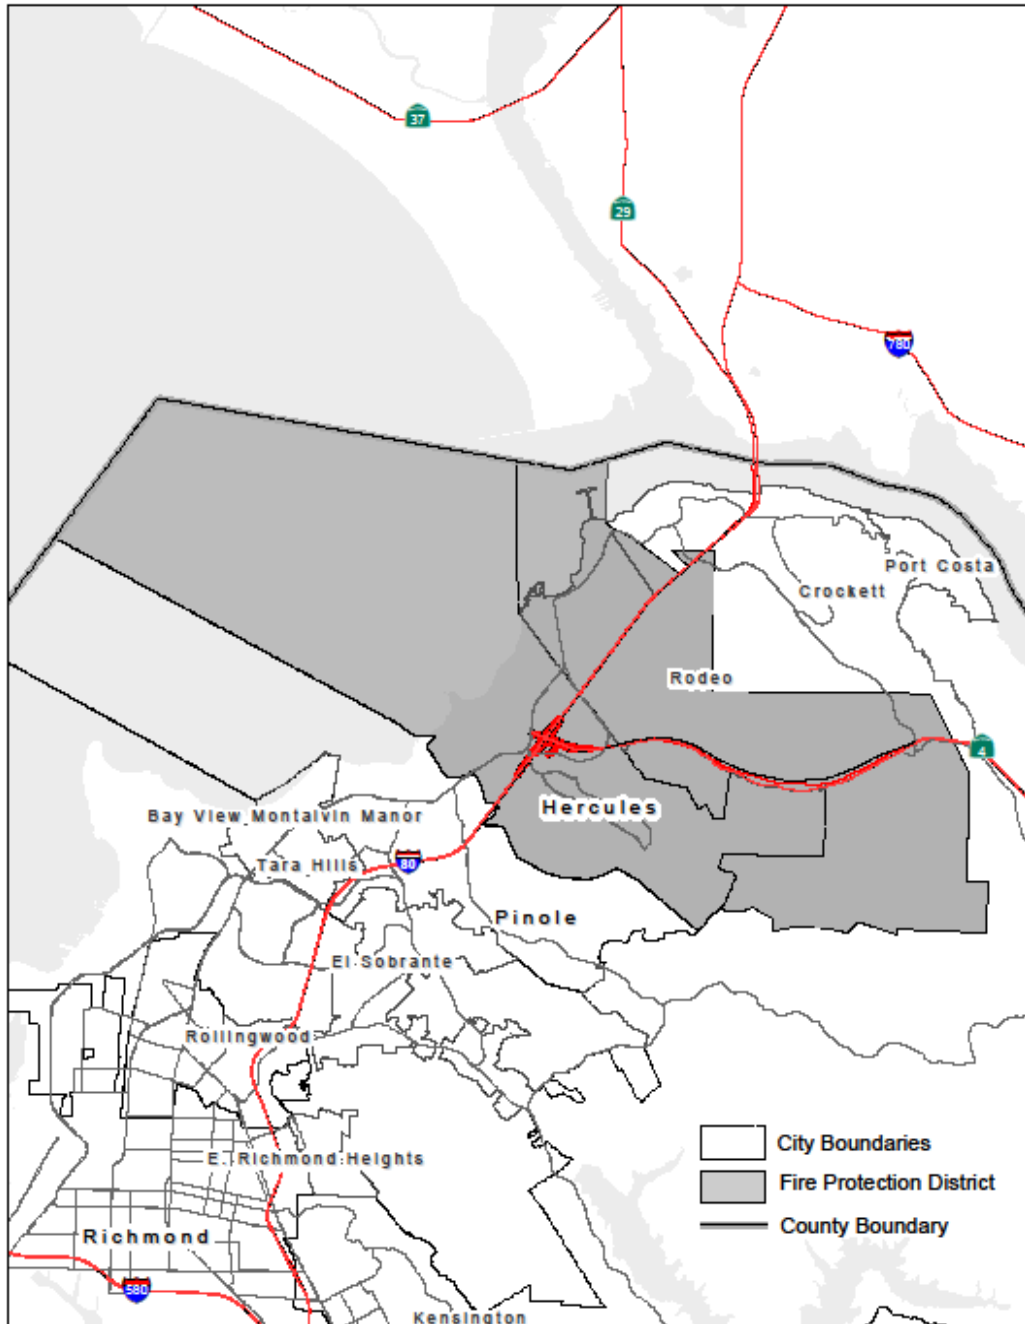 37
29
780
Port Costa
Crockett
Rodeo
4
Hercules
Bay View Montalvin Manor
80
Tara Hills
Pinole
El Sobrante
Rollingwood
City Boundaries
E. Richmond Heights
Fire Protection District
County Boundary
Richmond
580
Kensington